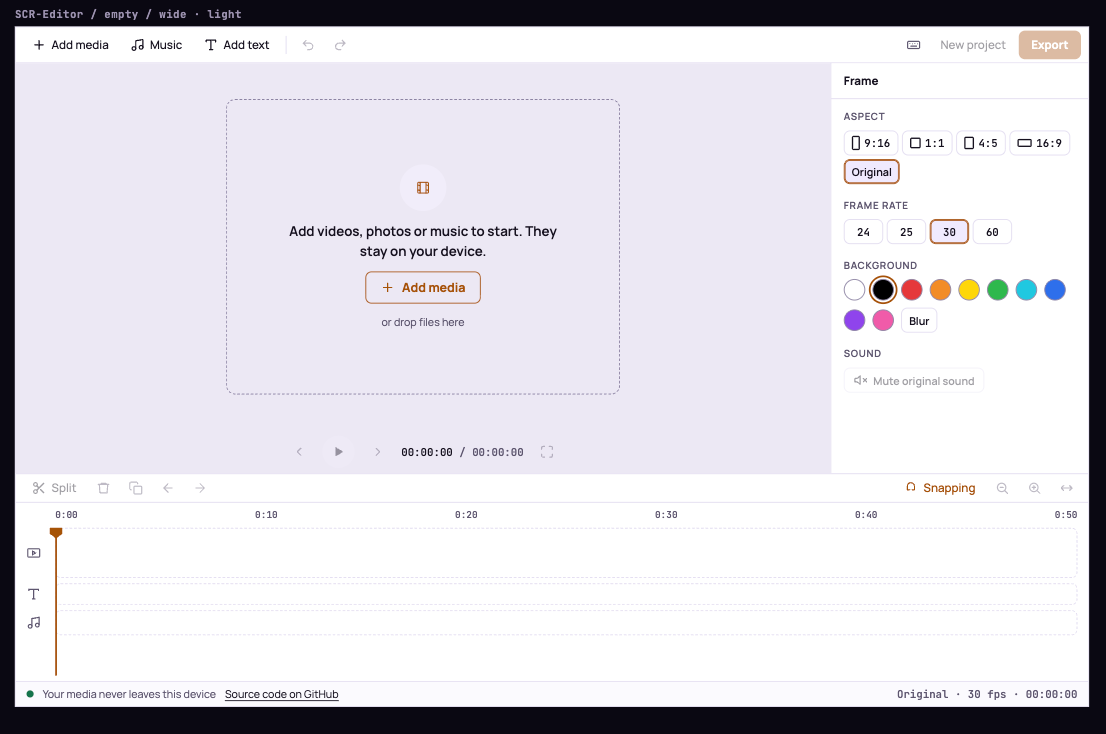 SCR-Editor / empty / wide · light
Add media Music Add text New project Export
Frame
ASPECT
9:16 1:1 4:5 16:9
Original
FRAME RATE
24 25 30 60
BACKGROUND
Blur
SOUND
Mute original sound
Add videos, photos or music to start. They
stay on your device.
Add media
or drop files here
00:00:00 / 00:00:00
Split Snapping
0:00 0:10 0:20 0:30 0:40 0:50
Your media never leaves this device Source code on GitHub Original · 30 fps · 00:00:00